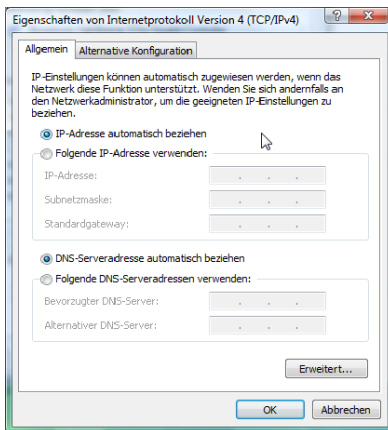 Eigenschaften von Internetprotokoll Version 4 (TCP/IPv4)
Allgemein Alternative Konfiguration
IP-Einstellungen können automatisch zugewiesen werden, wenn das
Netzwerk diese Funktion unterstützt. Wenden Sie sich andernfalls an
den Netzwerkadministrator, um die geeigneten IP-Einstellungen zu
beziehen.
IP-Adresse automatisch beziehen
Folgende IP-Adresse verwenden:
IP-Adresse:
Subnetzmaske:
Standardgateway:
DNS-Serveradresse automatisch beziehen
Folgende DNS-Serveradressen verwenden:
Bevorzugter DNS-Server:
Alternativer DNS-Server:
Erweitert...
OK Abbrechen